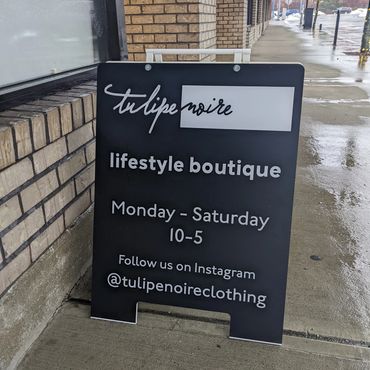 tulipe noire
lifestyle boutique
Monday - Saturday
10-5
Follow us on Instagram
@tulipenoireclothing